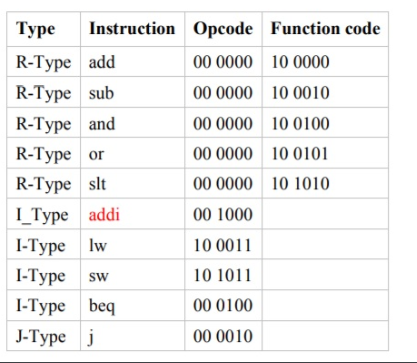 Type Instruction Opcode Function code
R-Type add 00 0000 10 0000
R-Type sub 00 0000 10 0010
R-Type and 00 0000 10 0100
R-Type or 00 0000 10 0101
R-Type slt 00 0000 10 1010
I_Type addi 00 1000
I-Type lw 10 0011
I-Type sw 10 1011
I-Type beq 00 0100
J-Type j 00 0010